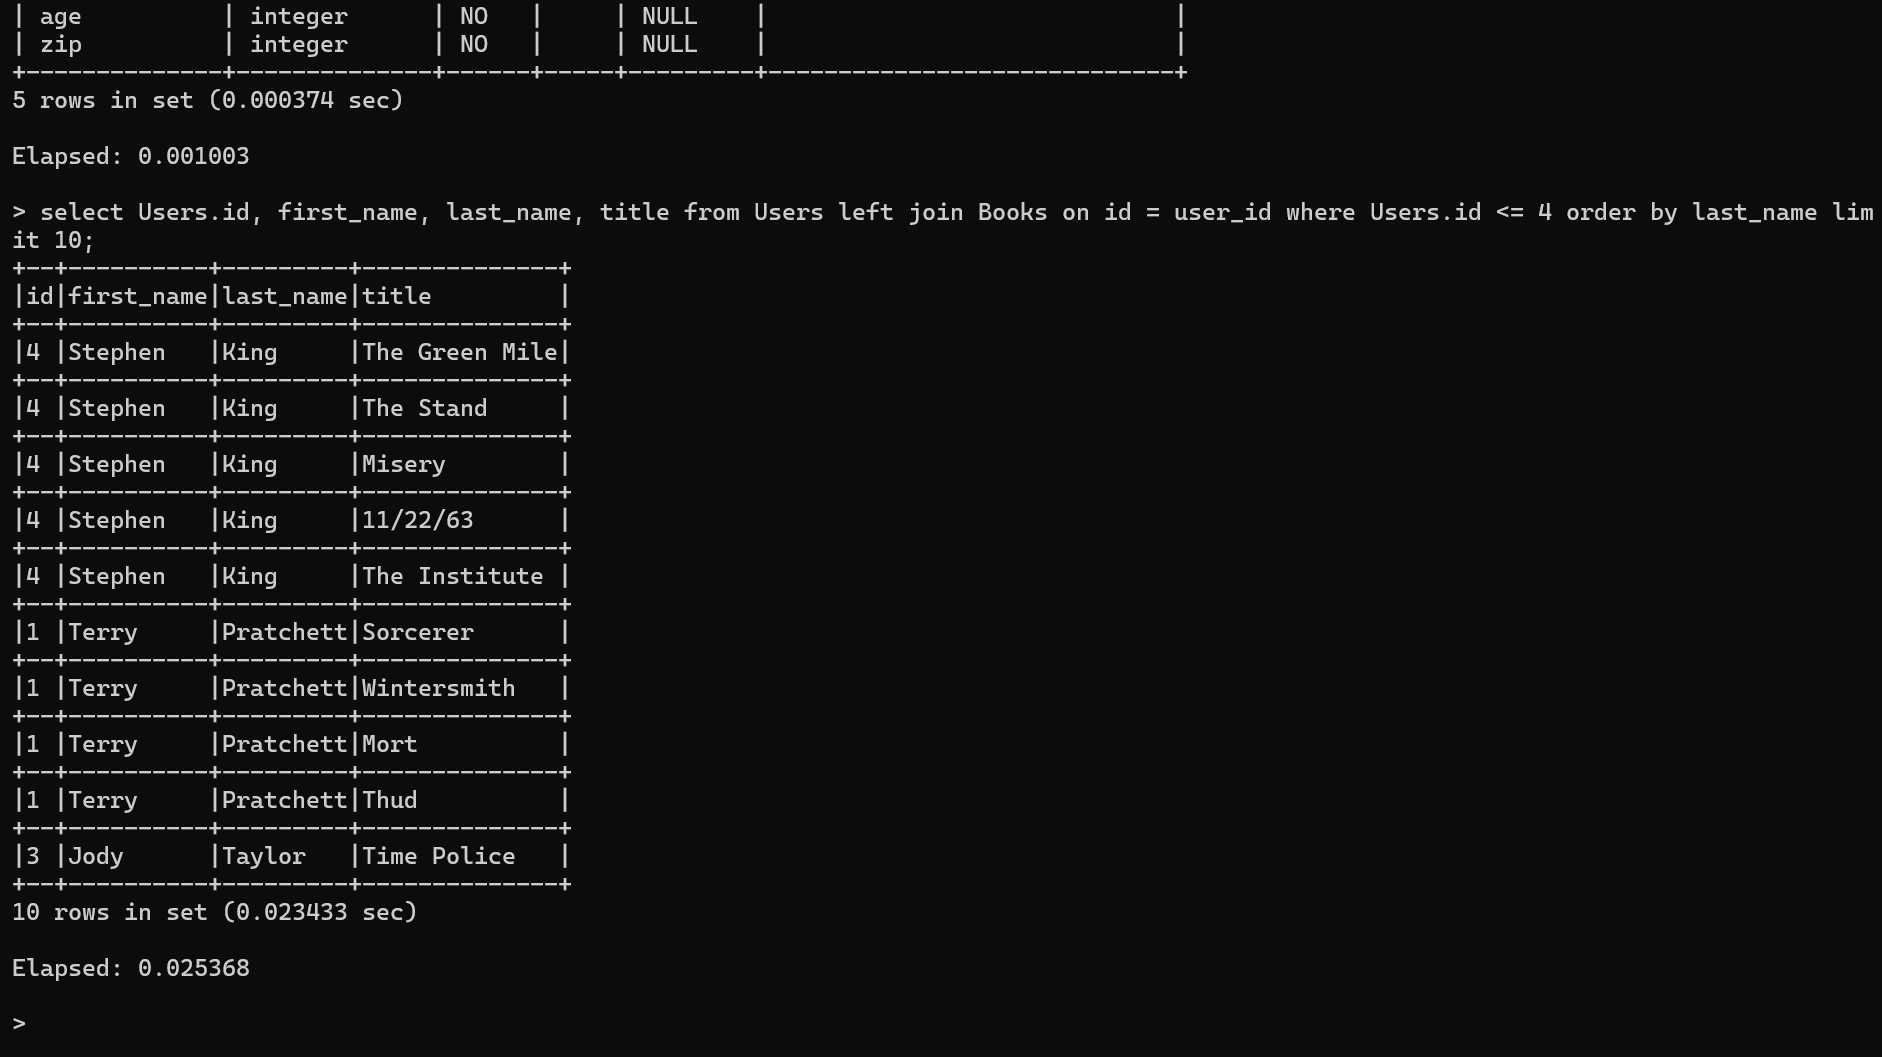 | age          | integer      | NO   |     | NULL    |                             |
| zip          | integer      | NO   |     | NULL    |                             |
+--------------+--------------+------+-----+---------+-----------------------------+
5 rows in set (0.000374 sec)

Elapsed: 0.001003

> select Users.id, first_name, last_name, title from Users left join Books on id = user_id where Users.id <= 4 order by last_name lim
it 10;
+--+----------+---------+--------------+
|id|first_name|last_name|title         |
+--+----------+---------+--------------+
|4 |Stephen   |King     |The Green Mile|
+--+----------+---------+--------------+
|4 |Stephen   |King     |The Stand     |
+--+----------+---------+--------------+
|4 |Stephen   |King     |Misery        |
+--+----------+---------+--------------+
|4 |Stephen   |King     |11/22/63      |
+--+----------+---------+--------------+
|4 |Stephen   |King     |The Institute |
+--+----------+---------+--------------+
|1 |Terry     |Pratchett|Sorcerer      |
+--+----------+---------+--------------+
|1 |Terry     |Pratchett|Wintersmith   |
+--+----------+---------+--------------+
|1 |Terry     |Pratchett|Mort          |
+--+----------+---------+--------------+
|1 |Terry     |Pratchett|Thud          |
+--+----------+---------+--------------+
|3 |Jody      |Taylor   |Time Police   |
+--+----------+---------+--------------+
10 rows in set (0.023433 sec)

Elapsed: 0.025368

>